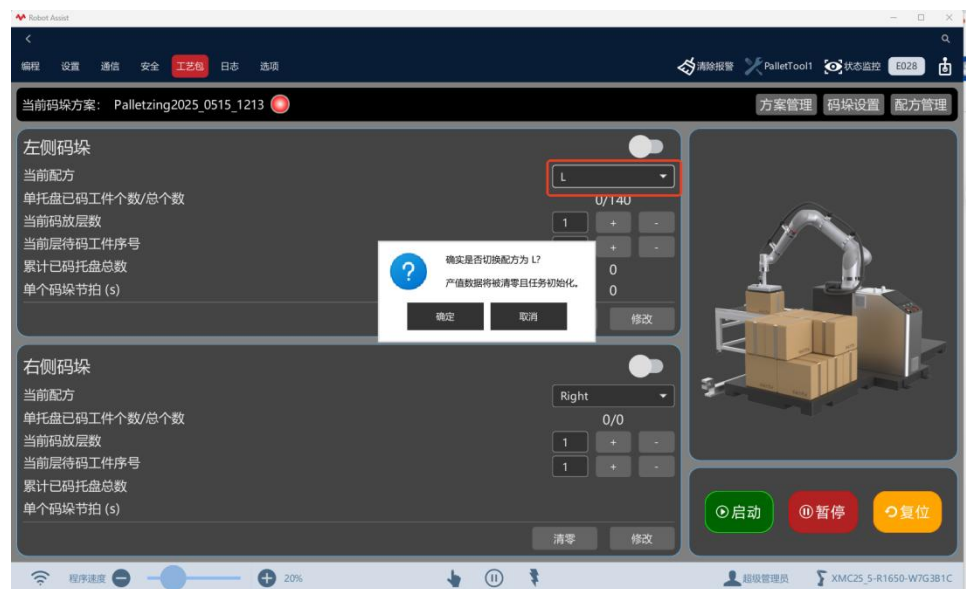 Robot Assist
编程 设置 通信 安全 工艺包 日志 选项 清除报警 PalletTool1 状态监控 E028
当前码垛方案: Palletzing2025_0515_1213 方案管理 码垛设置 配方管理
左侧码垛
当前配方 L
单托盘已码工件个数/总个数 0/140
当前码放层数 1 + -
当前层待码工件序号 + -
累计已码托盘总数 0
单个码垛节拍 (s) 0
修改
确实是否切换配方为 L?
产值数据将被清零且任务初始化。
确定 取消
右侧码垛
当前配方 Right
单托盘已码工件个数/总个数 0/0
当前码放层数 1 + -
当前层待码工件序号 1 + -
累计已码托盘总数
单个码垛节拍 (s)
清零 修改
启动 暂停 复位
程序速度 20% 超级管理员 XMC25_5-R1650-W7G3B1C